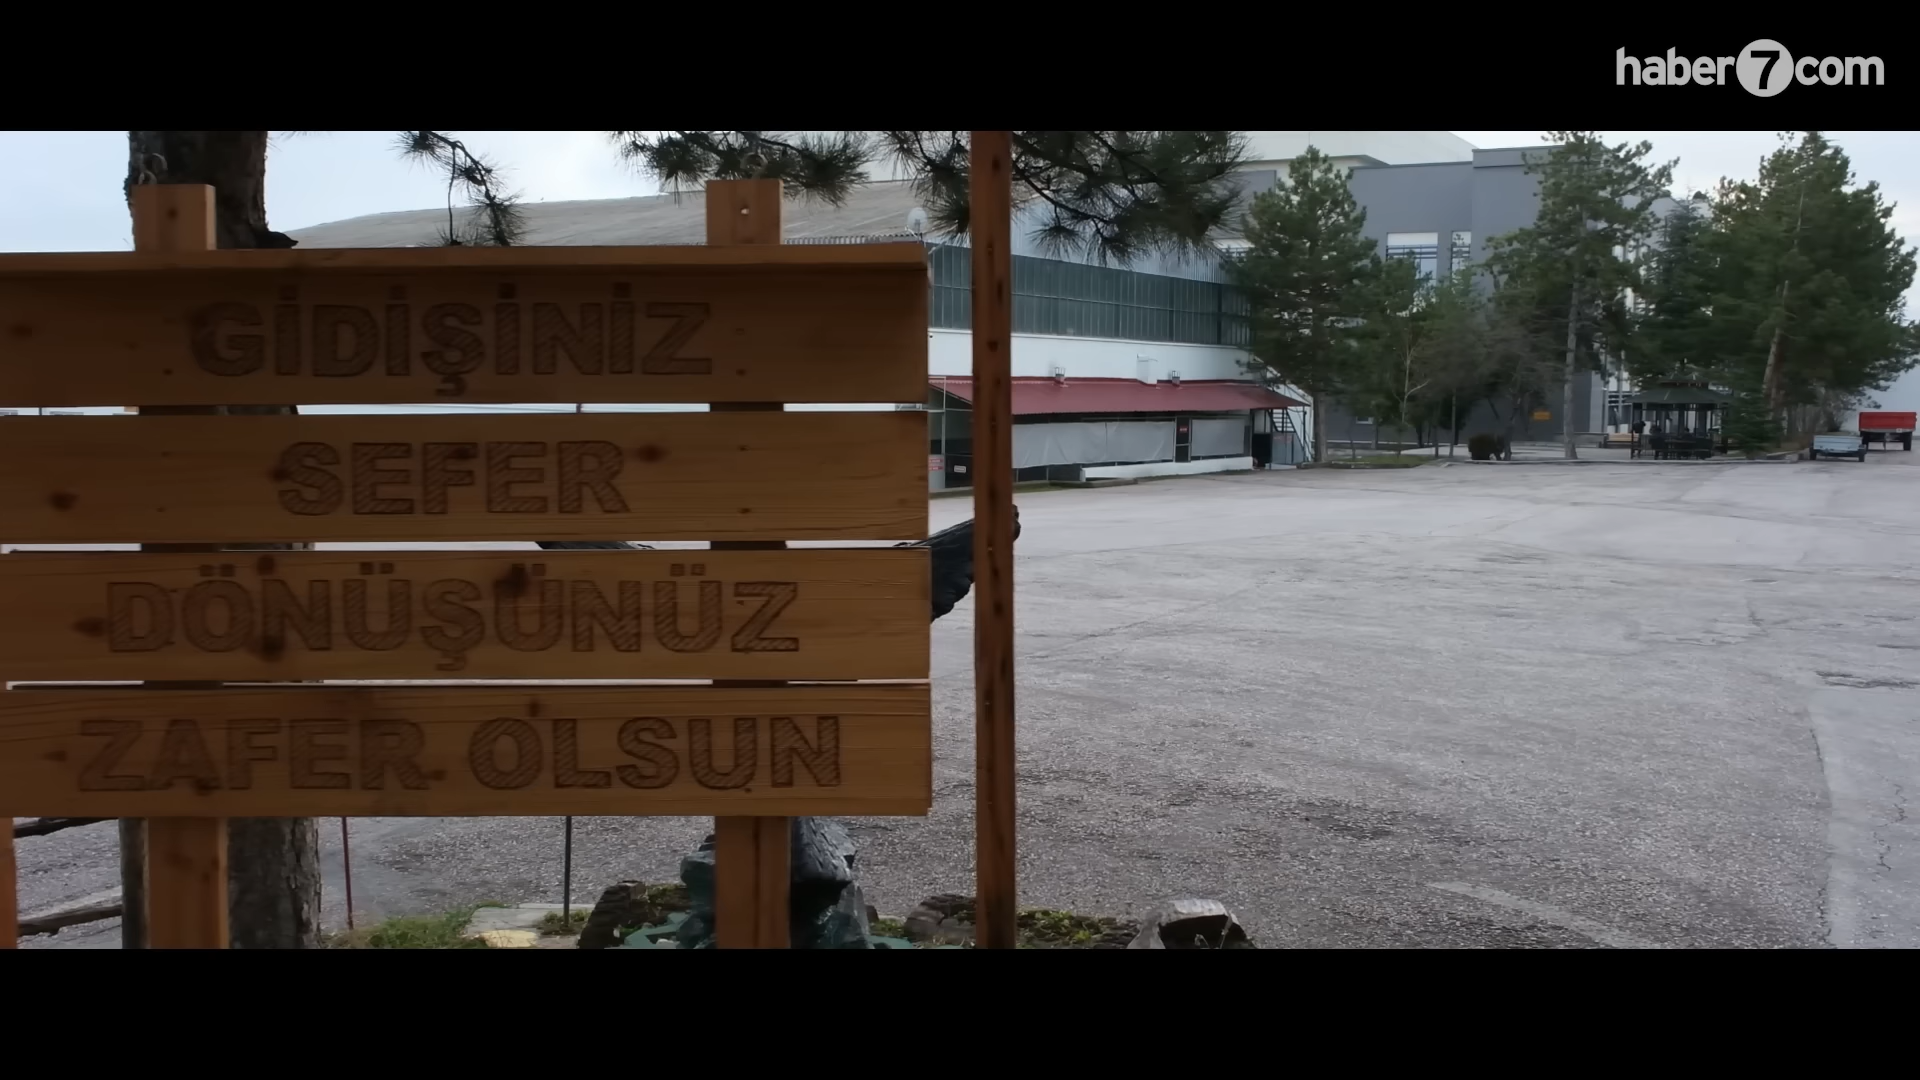 haber7com
GİDİŞİNİZ
SEFER
DÖNÜŞÜNÜZ
ZAFER OLSUN